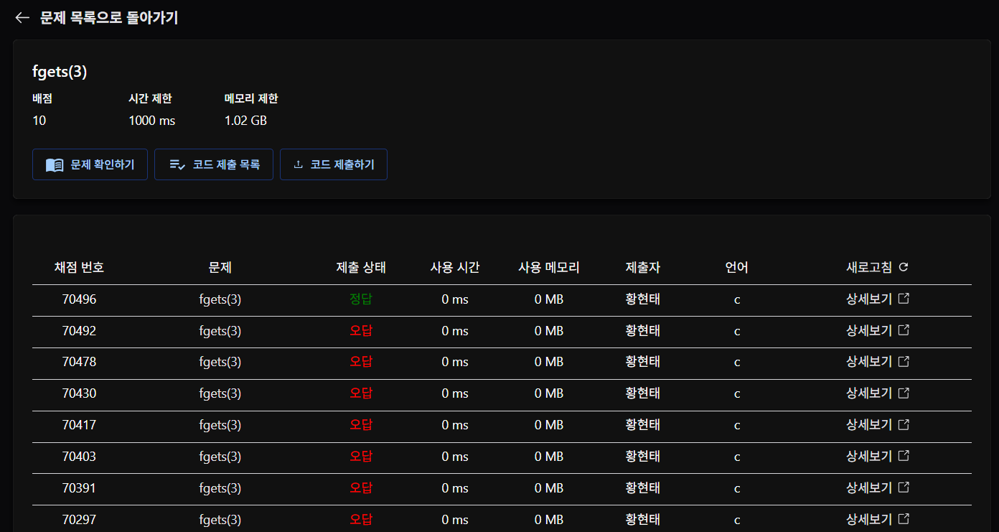 문제 목록으로 돌아가기
fgets(3)
배점 시간 제한 메모리 제한
10 1000 ms 1.02 GB
문제 확인하기 코드 제출 목록 코드 제출하기
채점 번호 문제 제출 상태 사용 시간 사용 메모리 제출자 언어 새로고침
70496 fgets(3) 정답 0 ms 0 MB 황현태 c 상세보기
70492 fgets(3) 오답 0 ms 0 MB 황현태 c 상세보기
70478 fgets(3) 오답 0 ms 0 MB 황현태 c 상세보기
70430 fgets(3) 오답 0 ms 0 MB 황현태 c 상세보기
70417 fgets(3) 오답 0 ms 0 MB 황현태 c 상세보기
70403 fgets(3) 오답 0 ms 0 MB 황현태 c 상세보기
70391 fgets(3) 오답 0 ms 0 MB 황현태 c 상세보기
70297 fgets(3) 오답 0 ms 0 MB 황현태 c 상세보기